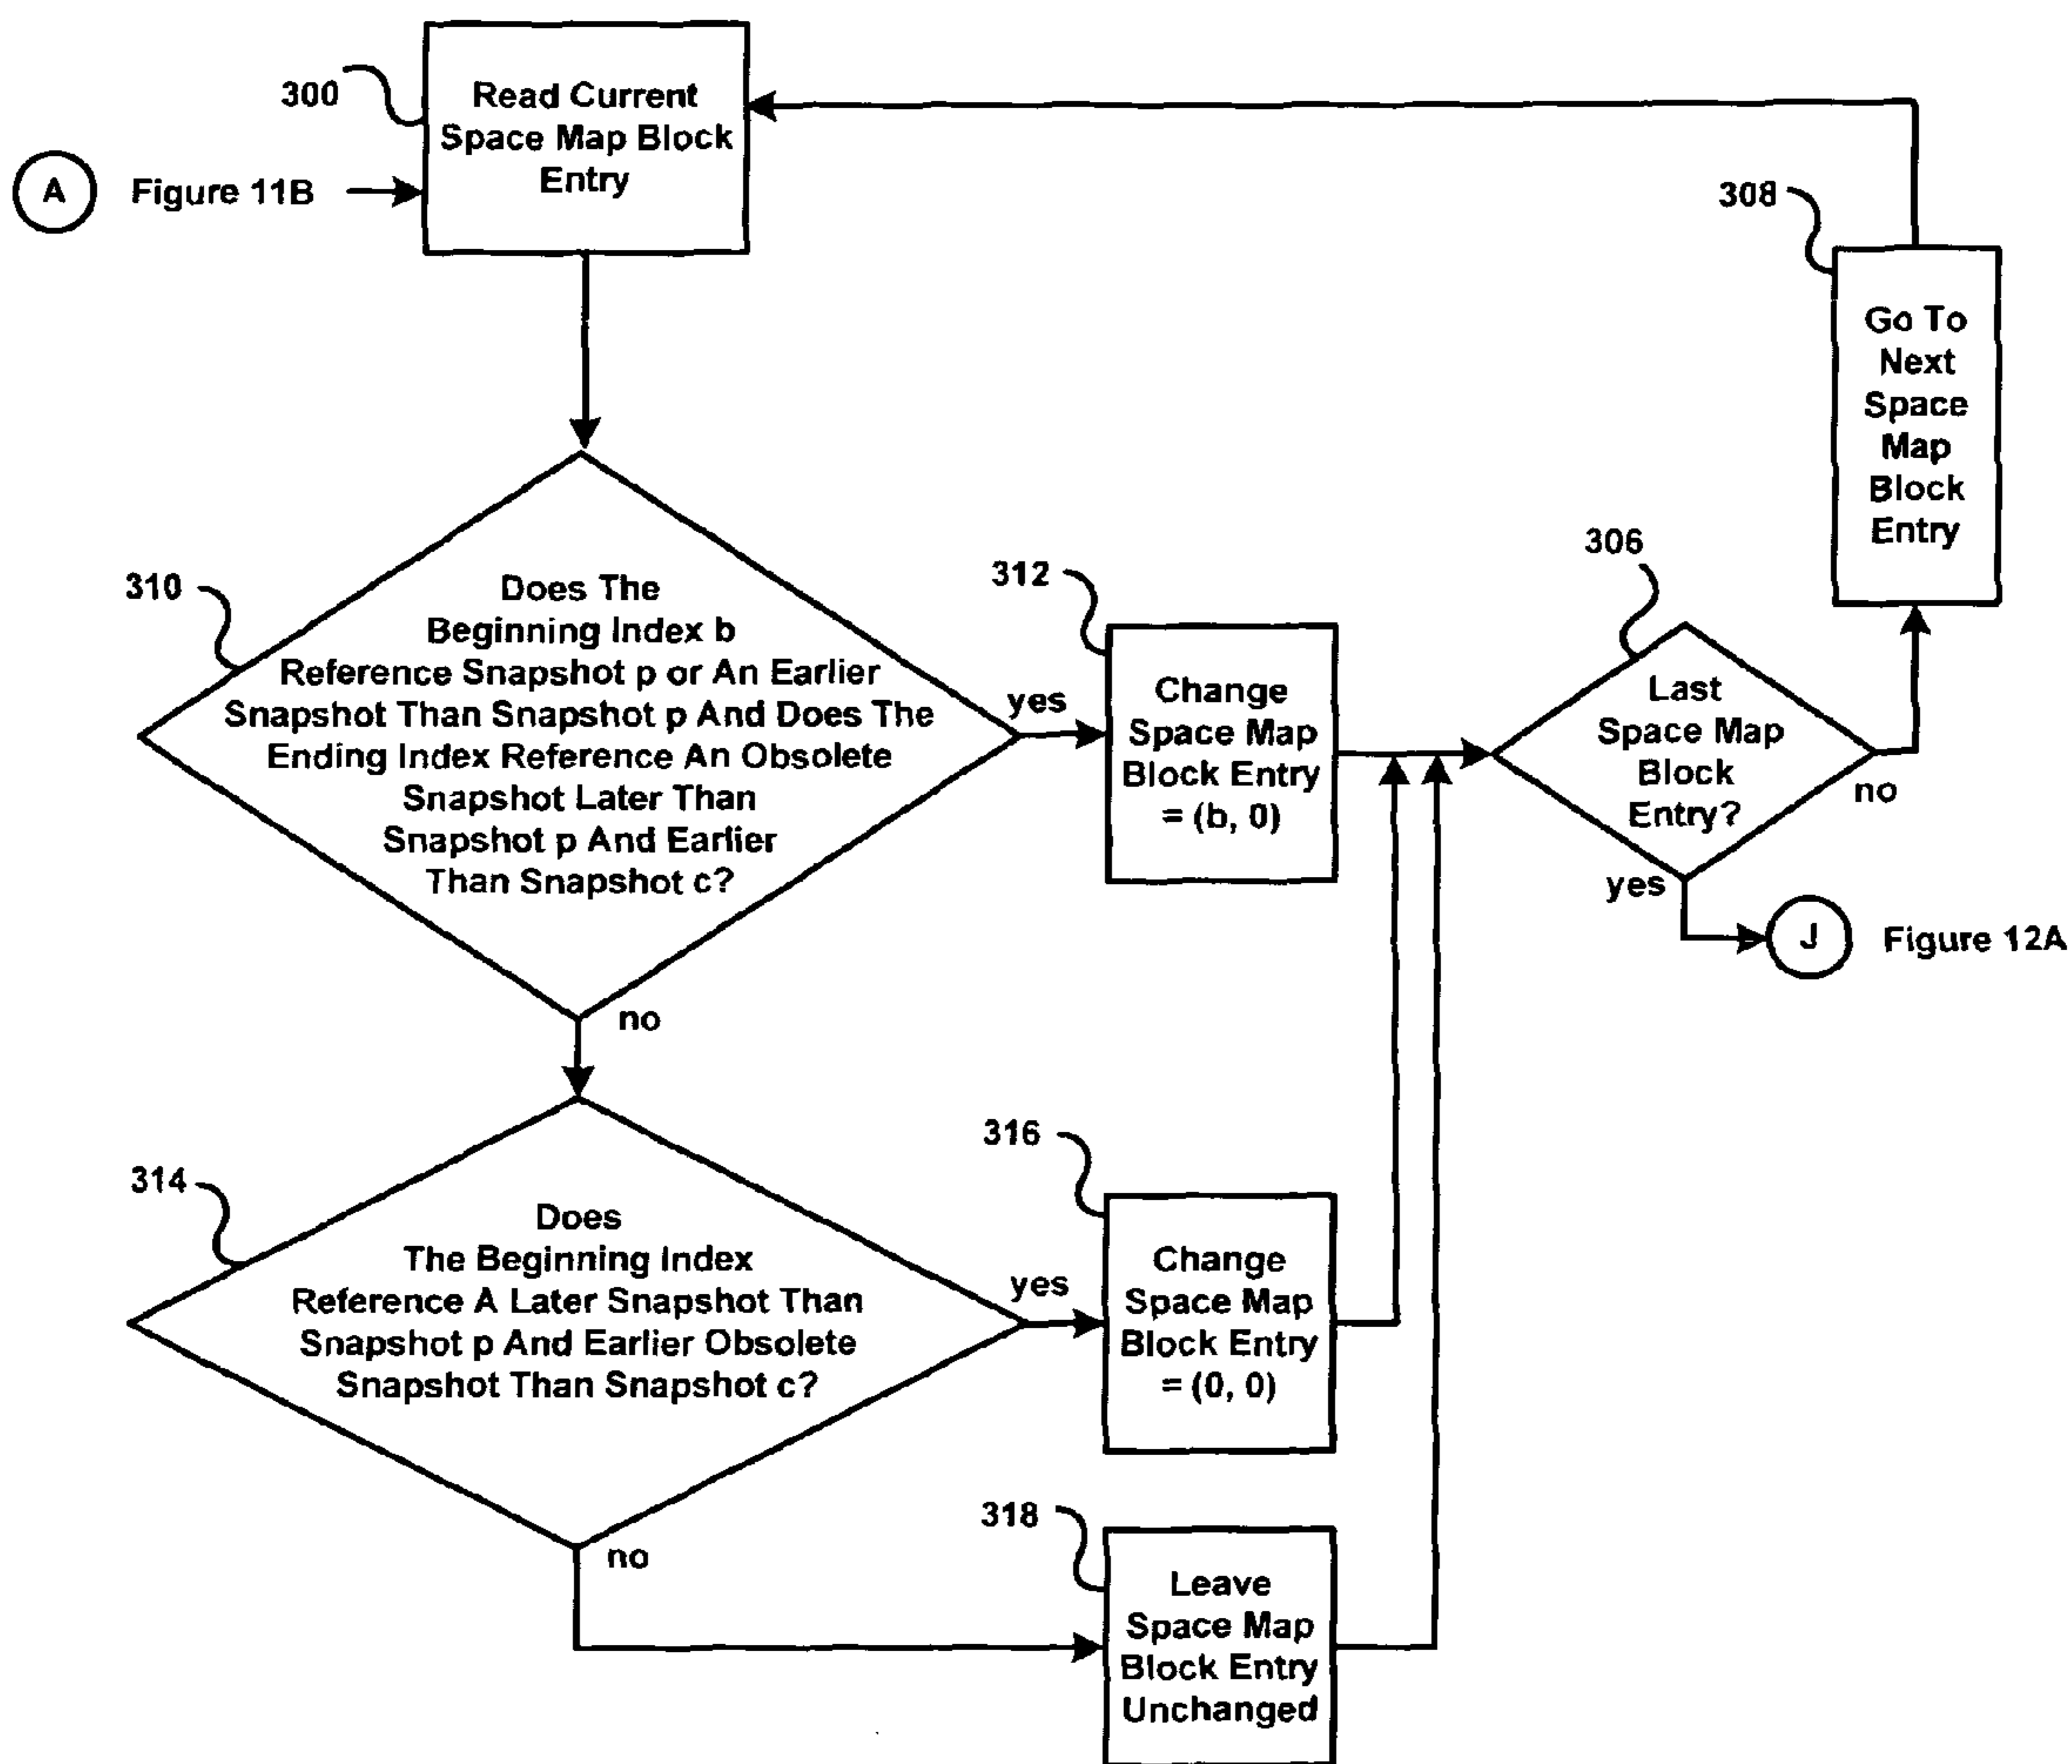 300
Read Current
Space Map Block
Entry
A
Figure 11B
308
Go To
Next
Space
Map
Block
Entry
310
Does The
Beginning Index b
Reference Snapshot p or An Earlier
Snapshot Than Snapshot p And Does The
Ending Index Reference An Obsolete
Snapshot Later Than
Snapshot p And Earlier
Than Snapshot c?
yes
no
312
Change
Space Map
Block Entry
= (b, 0)
306
Last
Space Map
Block
Entry?
no
yes
J
Figure 12A
314
Does
The Beginning Index
Reference A Later Snapshot Than
Snapshot p And Earlier Obsolete
Snapshot Than Snapshot c?
yes
no
316
Change
Space Map
Block Entry
= (0, 0)
318
Leave
Space Map
Block Entry
Unchanged